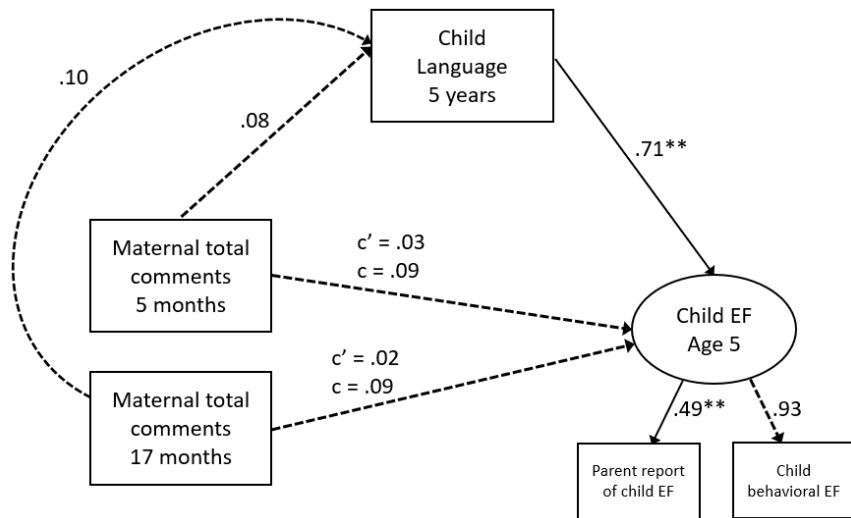 Child
Language
5 years
.10
.08
.71**
Maternal total
comments
5 months
c’ = .03
c = .09
Child EF
Age 5
c’ = .02
c = .09
Maternal total
comments
17 months
.49**
.93
Parent report
of child EF
Child
behavioral EF